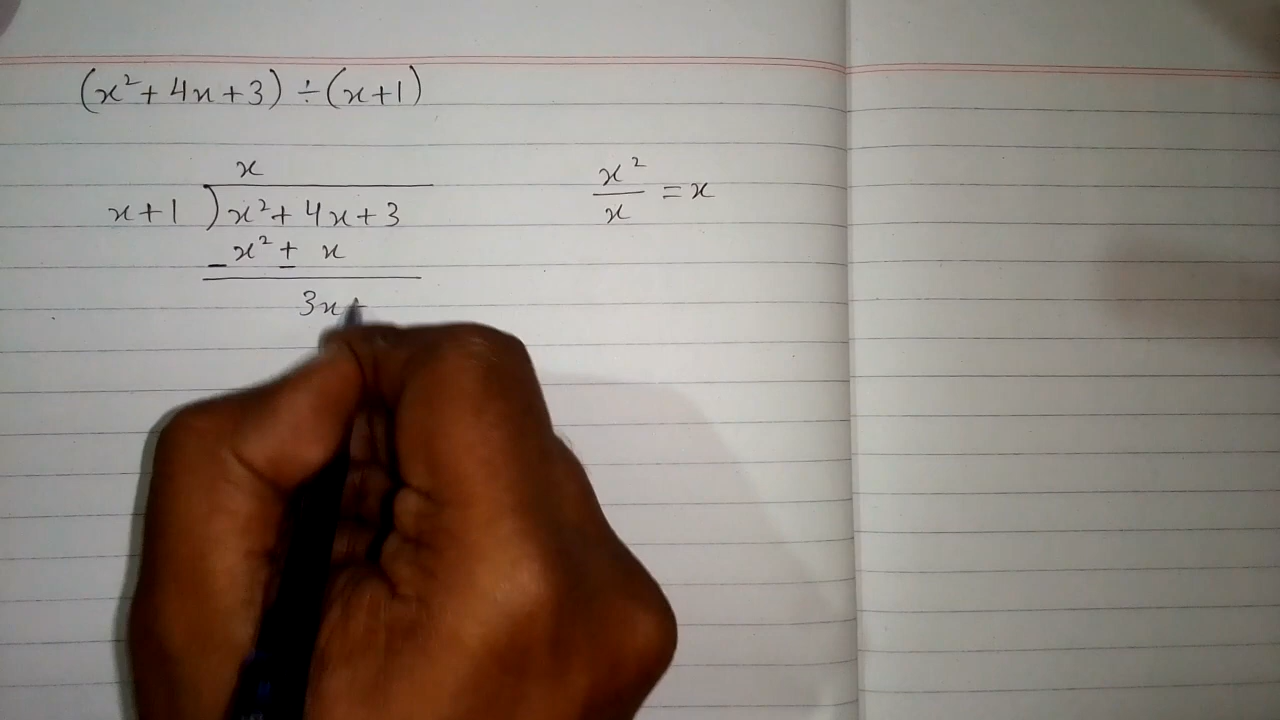 (x² + 4x + 3) ÷ (x + 1)
x
x + 1 ) x² + 4x + 3
_ x² + x
3x +
x² / x = x